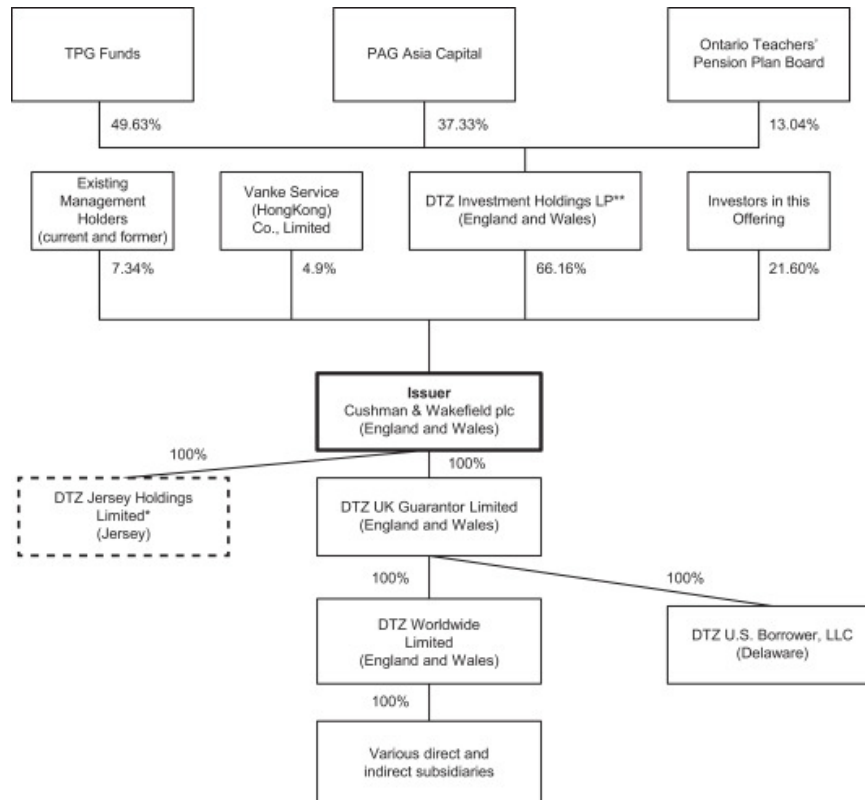 TPG Funds
PAG Asia Capital
Ontario Teachers'
Pension Plan Board
49.63%
37.33%
13.04%
Existing
Management
Holders
(current and former)
Vanke Service
(HongKong)
Co., Limited
DTZ Investment Holdings LP**
(England and Wales)
Investors in this
Offering
7.34%
4.9%
66.16%
21.60%
Issuer
Cushman & Wakefield plc
(England and Wales)
100%
100%
DTZ Jersey Holdings
Limited*
(Jersey)
DTZ UK Guarantor Limited
(England and Wales)
100%
100%
DTZ Worldwide
Limited
(England and Wales)
DTZ U.S. Borrower, LLC
(Delaware)
100%
Various direct and
indirect subsidiaries